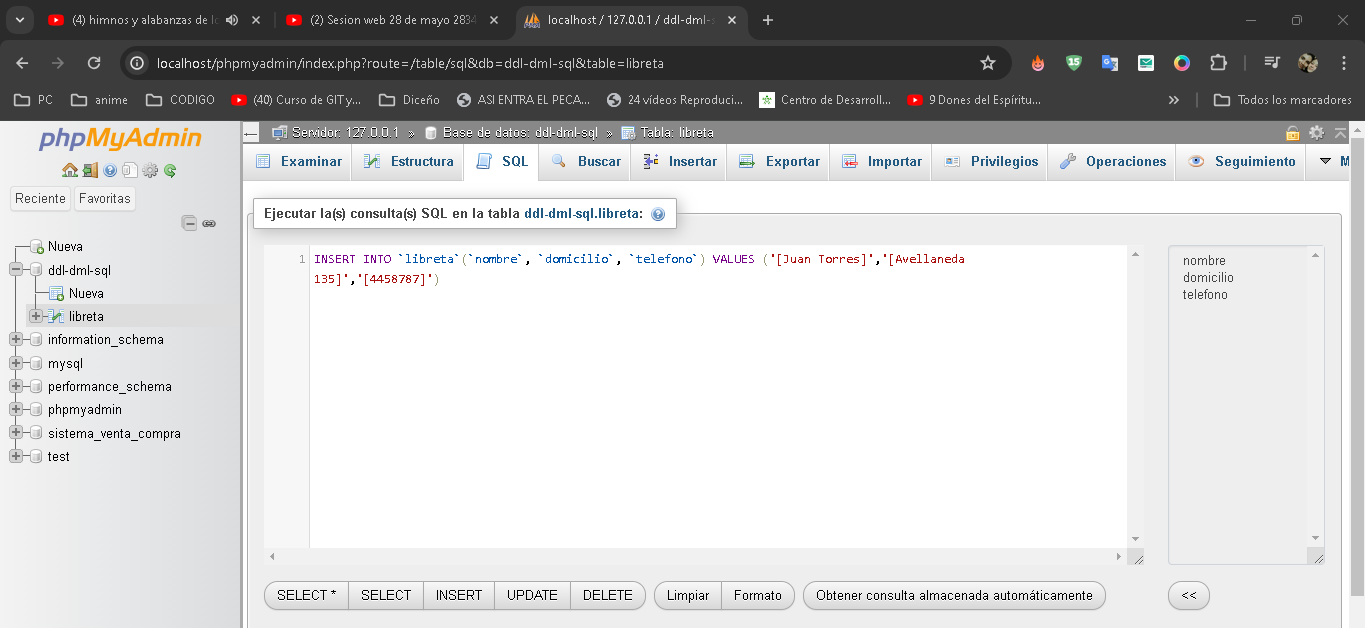 (4) himnos y alabanzas de lo
(2) Sesion web 28 de mayo 2834
localhost / 127.0.0.1 / ddl-dml-s
localhost/phpmyadmin/index.php?route=/table/sql&db=ddl-dml-sql&table=libreta
15
PC
anime
CODIGO
(40) Curso de GIT y...
Diceño
ASI ENTRA EL PECA...
24 vídeos Reproduci...
Centro de Desarroll...
9 Dones del Espíritu...
»
Todos los marcadores
phpMyAdmin
Reciente
Favoritas
Nueva
ddl-dml-sql
Nueva
libreta
information_schema
mysql
performance_schema
phpmyadmin
sistema_venta_compra
test
Servidor: 127.0.0.1 » Base de datos: ddl-dml-sql » Tabla: libreta
Examinar
Estructura
SQL
Buscar
Insertar
Exportar
Importar
Privilegios
Operaciones
Seguimiento
M
Ejecutar la(s) consulta(s) SQL en la tabla ddl-dml-sql.libreta:
1 INSERT INTO `libreta`(`nombre`, `domicilio`, `telefono`) VALUES ('[Juan Torres]','[Avellaneda
135]','[4458787]')
nombre
domicilio
telefono
SELECT *
SELECT
INSERT
UPDATE
DELETE
Limpiar
Formato
Obtener consulta almacenada automáticamente
<<